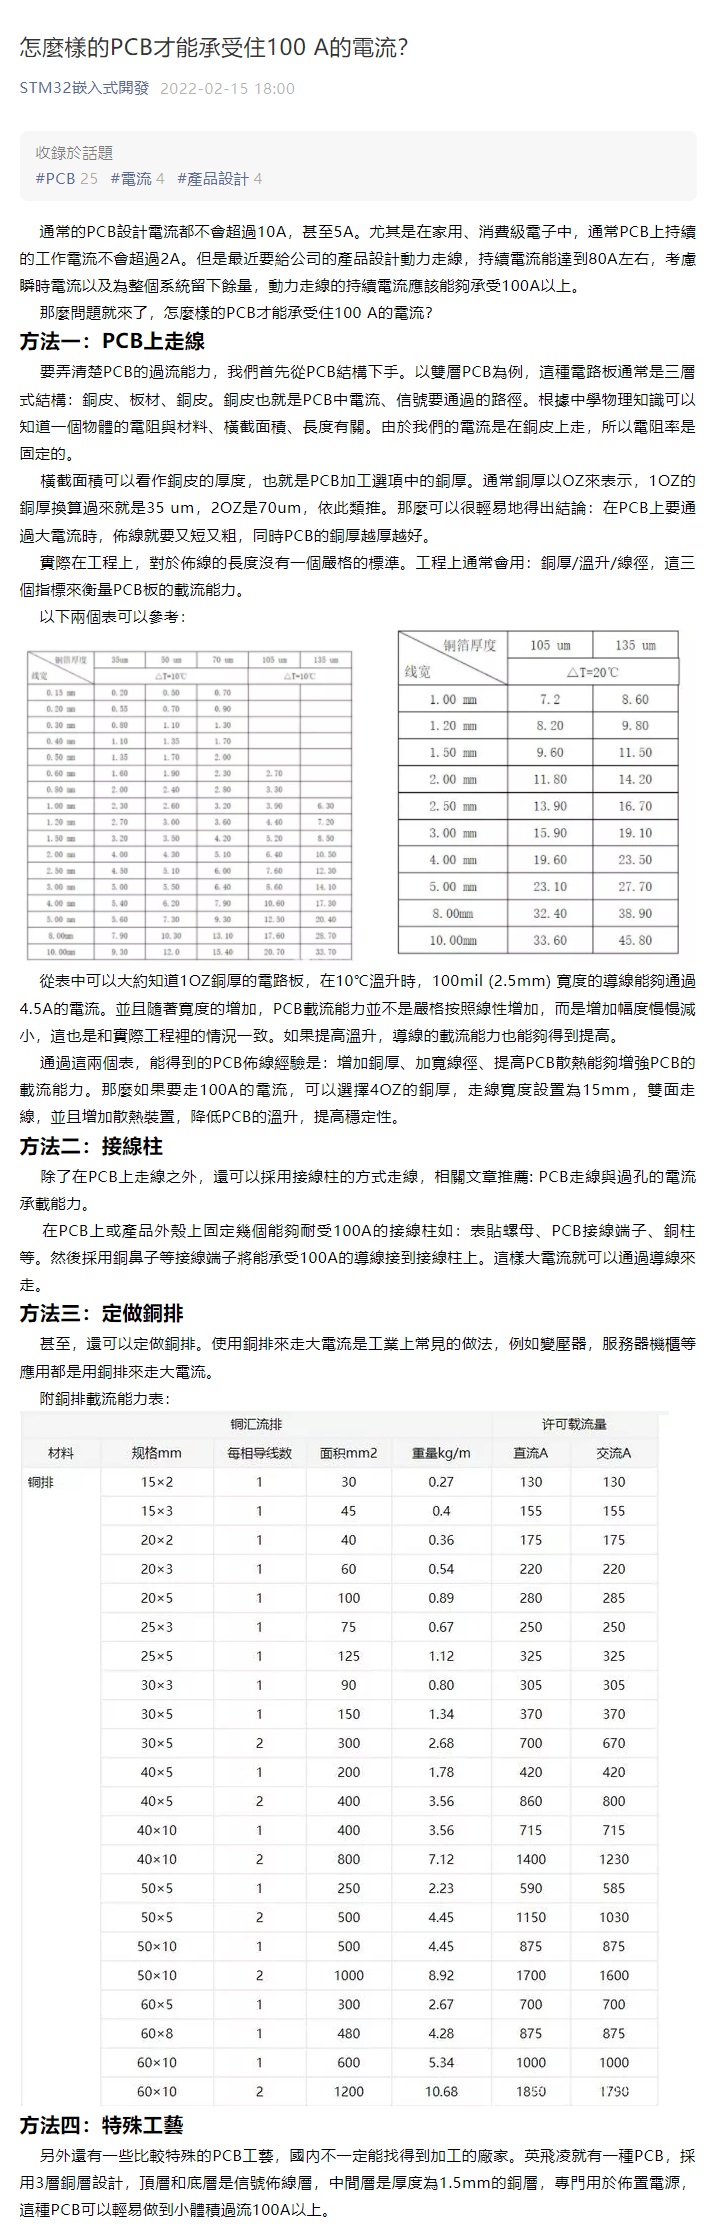 怎麼樣的PCB才能承受住100 A的電流？
STM32嵌入式開發 2022-02-15 18:00
收錄於話題
#PCB 25 #電流 4 #產品設計 4
通常的PCB設計電流都不會超過10A，甚至5A。尤其是在家用、消費級電子中，通常PCB上持續
的工作電流不會超過2A。但是最近要給公司的產品設計動力走線，持續電流能達到80A左右，考慮
瞬時電流以及為整個系統留下餘量，動力走線的持續電流應該能夠承受100A以上。
那麼問題就來了，怎麼樣的PCB才能承受住100 A的電流？
方法一：PCB上走線
要弄清楚PCB的過流能力，我們首先從PCB結構下手。以雙層PCB為例，這種電路板通常是三層
式結構：銅皮、板材、銅皮。銅皮也就是PCB中電流、信號要通過的路徑。根據中學物理知識可以
知道一個物體的電阻與材料、橫截面積、長度有關。由於我們的電流是在銅皮上走，所以電阻率是
固定的。
橫截面積可以看作銅皮的厚度，也就是PCB加工選項中的銅厚。通常銅厚以OZ來表示，1OZ的
銅厚換算過來就是35 um，2OZ是70um，依此類推。那麼可以很輕易地得出結論：在PCB上要通
過大電流時，佈線就要又短又粗，同時PCB的銅厚越厚越好。
實際在工程上，對於佈線的長度沒有一個嚴格的標準。工程上通常會用：銅厚/溫升/線徑，這三
個指標來衡量PCB板的載流能力。
以下兩個表可以參考：
铜箔厚度 35um 50 um 70 um 105 um 135 um
线宽 △T=10℃ △T=10℃
0.15 mm 0.20 0.50 0.70
0.20 mm 0.55 0.70 0.90
0.30 mm 0.80 1.10 1.30
0.40 mm 1.10 1.35 1.70
0.50 mm 1.35 1.70 2.00
0.60 mm 1.60 1.90 2.30 2.70
0.80 mm 2.00 2.40 2.80 3.30
1.00 mm 2.30 2.60 3.20 3.90 6.30
1.20 mm 2.70 3.00 3.60 4.40 7.20
1.50 mm 3.20 3.50 4.20 5.20 8.50
2.00 mm 4.00 4.30 5.10 6.40 10.50
2.50 mm 4.50 5.10 6.00 7.60 12.30
3.00 mm 5.00 5.50 6.40 8.60 14.10
4.00 mm 5.40 6.20 7.90 10.60 17.30
5.00 mm 5.60 7.30 9.30 12.50 20.40
8.00mm 7.90 10.30 13.10 17.60 28.70
10.00mm 9.30 12.0 15.40 20.70 33.70
铜箔厚度 105 um 135 um
线宽 △T=20℃
1.00 mm 7.2 8.60
1.20 mm 8.20 9.80
1.50 mm 9.60 11.50
2.00 mm 11.80 14.20
2.50 mm 13.90 16.70
3.00 mm 15.90 19.10
4.00 mm 19.60 23.50
5.00 mm 23.10 27.70
8.00mm 32.40 38.90
10.00mm 33.60 45.80
從表中可以大約知道1OZ銅厚的電路板，在10℃溫升時，100mil (2.5mm) 寬度的導線能夠通過
4.5A的電流。並且隨著寬度的增加，PCB載流能力並不是嚴格按照線性增加，而是增加幅度慢慢減
小，這也是和實際工程裡的情況一致。如果提高溫升，導線的載流能力也能夠得到提高。
通過這兩個表，能得到的PCB佈線經驗是：增加銅厚、加寬線徑、提高PCB散熱能夠增強PCB的
載流能力。那麼如果要走100A的電流，可以選擇4OZ的銅厚，走線寬度設置為15mm，雙面走
線，並且增加散熱裝置，降低PCB的溫升，提高穩定性。
方法二：接線柱
除了在PCB上走線之外，還可以採用接線柱的方式走線，相關文章推薦: PCB走線與過孔的電流
承載能力。
在PCB上或產品外殼上固定幾個能夠耐受100A的接線柱如：表貼螺母、PCB接線端子、銅柱
等。然後採用銅鼻子等接線端子將能承受100A的導線接到接線柱上。這樣大電流就可以通過導線來
走。
方法三：定做銅排
甚至，還可以定做銅排。使用銅排來走大電流是工業上常見的做法，例如變壓器，服務器機櫃等
應用都是用銅排來走大電流。
附銅排載流能力表：
铜汇流排 许可载流量
材料 规格mm 每相导线数 面积mm2 重量kg/m 直流A 交流A
铜排 15×2 1 30 0.27 130 130
15×3 1 45 0.4 155 155
20×2 1 40 0.36 175 175
20×3 1 60 0.54 220 220
20×5 1 100 0.89 280 285
25×3 1 75 0.67 250 250
25×5 1 125 1.12 325 325
30×3 1 90 0.80 305 305
30×5 1 150 1.34 370 370
30×5 2 300 2.68 700 670
40×5 1 200 1.78 420 420
40×5 2 400 3.56 860 800
40×10 1 400 3.56 715 715
40×10 2 800 7.12 1400 1230
50×5 1 250 2.23 590 585
50×5 2 500 4.45 1150 1030
50×10 1 500 4.45 875 875
50×10 2 1000 8.92 1700 1600
60×5 1 300 2.67 700 700
60×8 1 480 4.28 875 875
60×10 1 600 5.34 1000 1000
60×10 2 1200 10.68 1850 1790
方法四：特殊工藝
另外還有一些比較特殊的PCB工藝，國內不一定能找得到加工的廠家。英飛凌就有一種PCB，採
用3層銅層設計，頂層和底層是信號佈線層，中間層是厚度為1.5mm的銅層，專門用於佈置電源，
這種PCB可以輕易做到小體積過流100A以上。